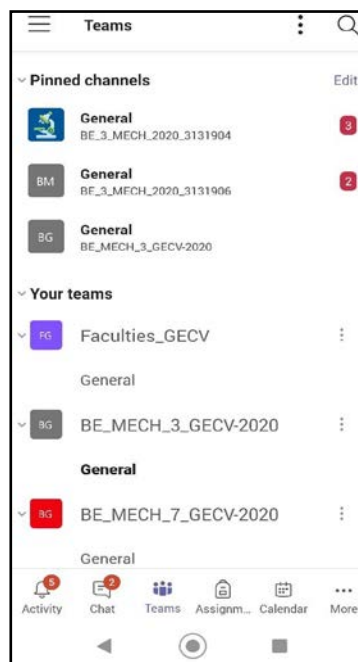 Teams
Pinned channels
Edit
General
BE_3_MECH_2020_3131904
3
BM
General
BE_3_MECH_2020_3131906
2
BG
General
BE_MECH_3_GECV-2020
Your teams
FG
Faculties_GECV
General
BG
BE_MECH_3_GECV-2020
General
BG
BE_MECH_7_GECV-2020
General
5
2
Activity
Chat
Teams
Assignm...
Calendar
More